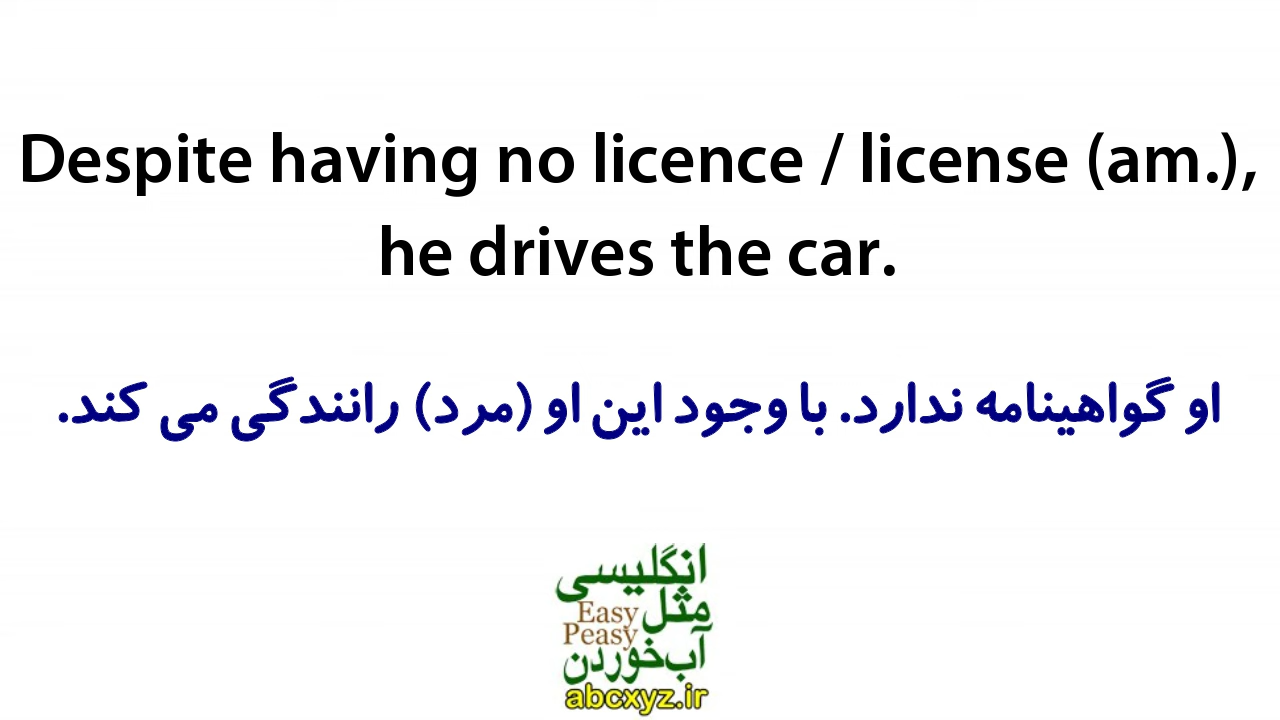 Despite having no licence / license (am.),
he drives the car.
او گواهینامه ندارد. با وجود این او (مرد) رانندگی می کند.
انگلیسی
مثل
Easy
Peasy
آب‌خوردن
abcxyz.ir